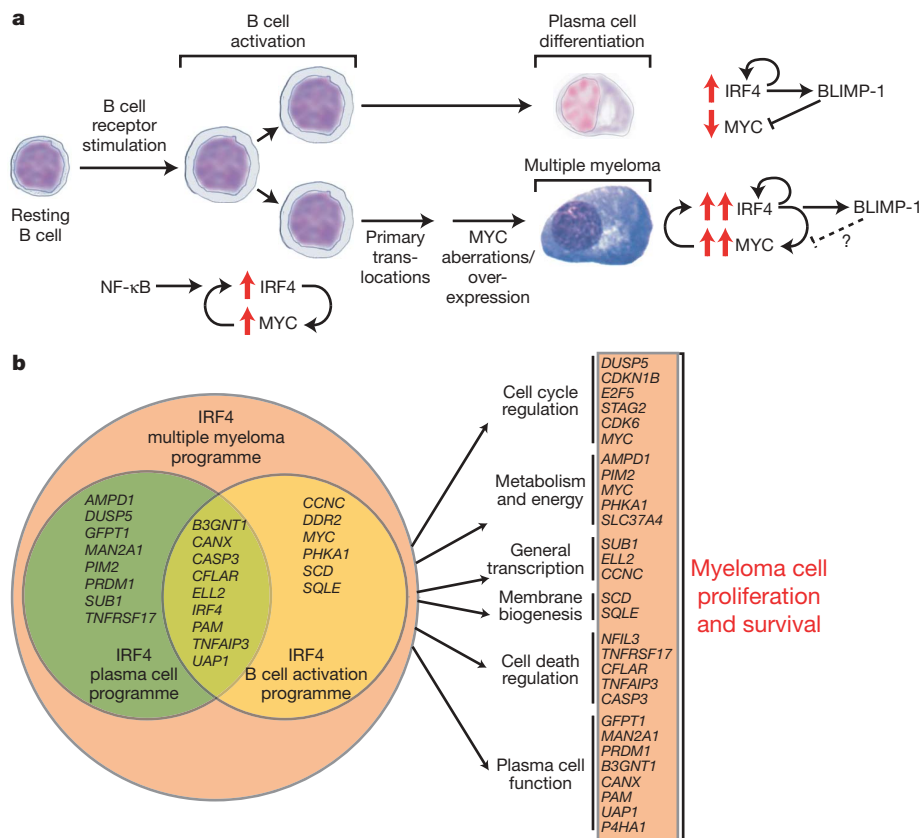 a
B cell
activation
Plasma cell
differentiation
B cell
receptor
stimulation
Resting
B cell
IRF4
BLIMP-1
MYC
Multiple myeloma
Primary
trans-
locations
MYC
aberrations/
over-
expression
IRF4
BLIMP-1
MYC
?
NF-κB
IRF4
MYC
b
IRF4
multiple myeloma
programme
AMPD1
DUSP5
GFPT1
MAN2A1
PIM2
PRDM1
SUB1
TNFRSF17
IRF4
plasma cell
programme
B3GNT1
CANX
CASP3
CFLAR
ELL2
IRF4
PAM
TNFAIP3
UAP1
CCNC
DDR2
MYC
PHKA1
SCD
SQLE
IRF4
B cell activation
programme
Cell cycle
regulation
DUSP5
CDKN1B
E2F5
STAG2
CDK6
MYC
Metabolism
and energy
AMPD1
PIM2
MYC
PHKA1
SLC37A4
General
transcription
SUB1
ELL2
CCNC
Membrane
biogenesis
SCD
SQLE
Cell death
regulation
NFIL3
TNFRSF17
CFLAR
TNFAIP3
CASP3
Plasma cell
function
GFPT1
MAN2A1
PRDM1
B3GNT1
CANX
PAM
UAP1
P4HA1
Myeloma cell
proliferation
and survival